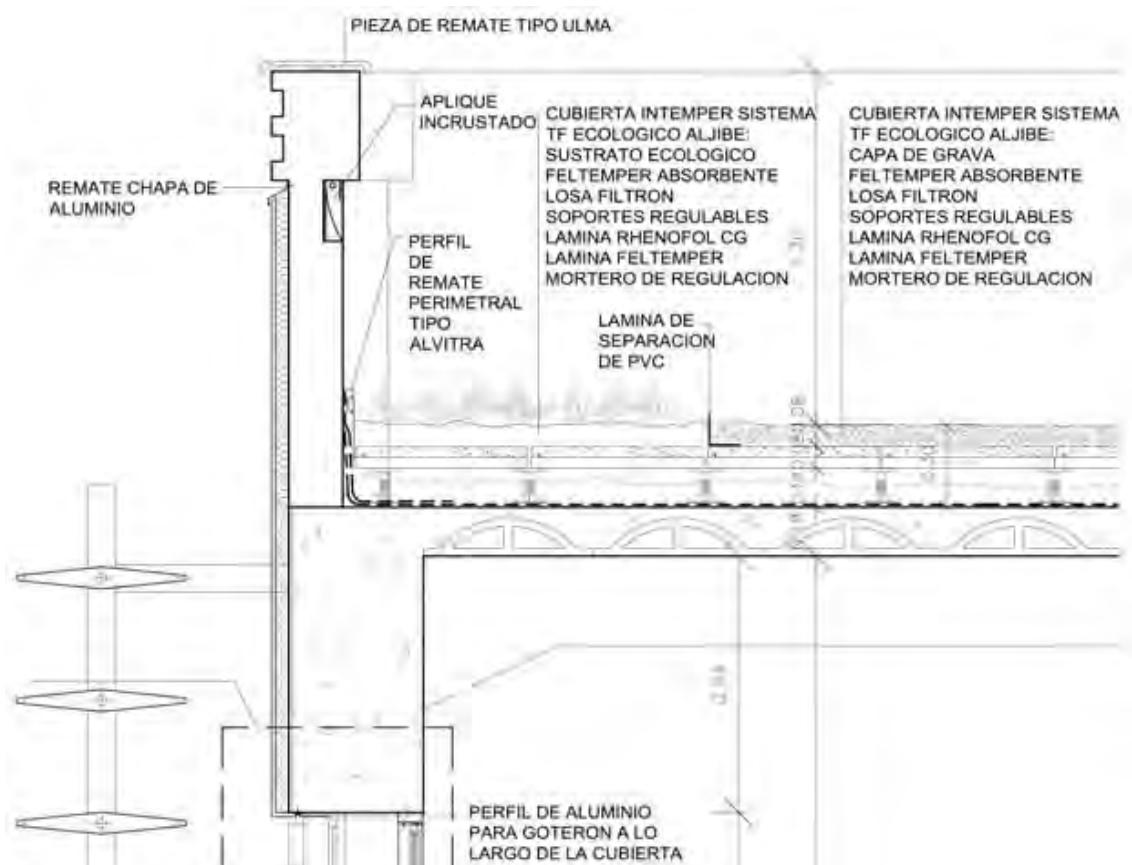 PIEZA DE REMATE TIPO ULMA
APLIQUE
INCRUSTADO
CUBIERTA INTEMPER SISTEMA
TF ECOLOGICO ALJIBE:
SUSTRATO ECOLOGICO
FELTEMPER ABSORBENTE
LOSA FILTRON
SOPORTES REGULABLES
LAMINA RHENOFOL CG
LAMINA FELTEMPER
MORTERO DE REGULACION
CUBIERTA INTEMPER SISTEMA
TF ECOLOGICO ALJIBE:
CAPA DE GRAVA
FELTEMPER ABSORBENTE
LOSA FILTRON
SOPORTES REGULABLES
LAMINA RHENOFOL CG
LAMINA FELTEMPER
MORTERO DE REGULACION
REMATE CHAPA DE
ALUMINIO
PERFIL
DE
REMATE
PERIMETRAL
TIPO
ALVITRA
LAMINA DE
SEPARACION
DE PVC
PERFIL DE ALUMINIO
PARA GOTERON A LO
LARGO DE LA CUBIERTA